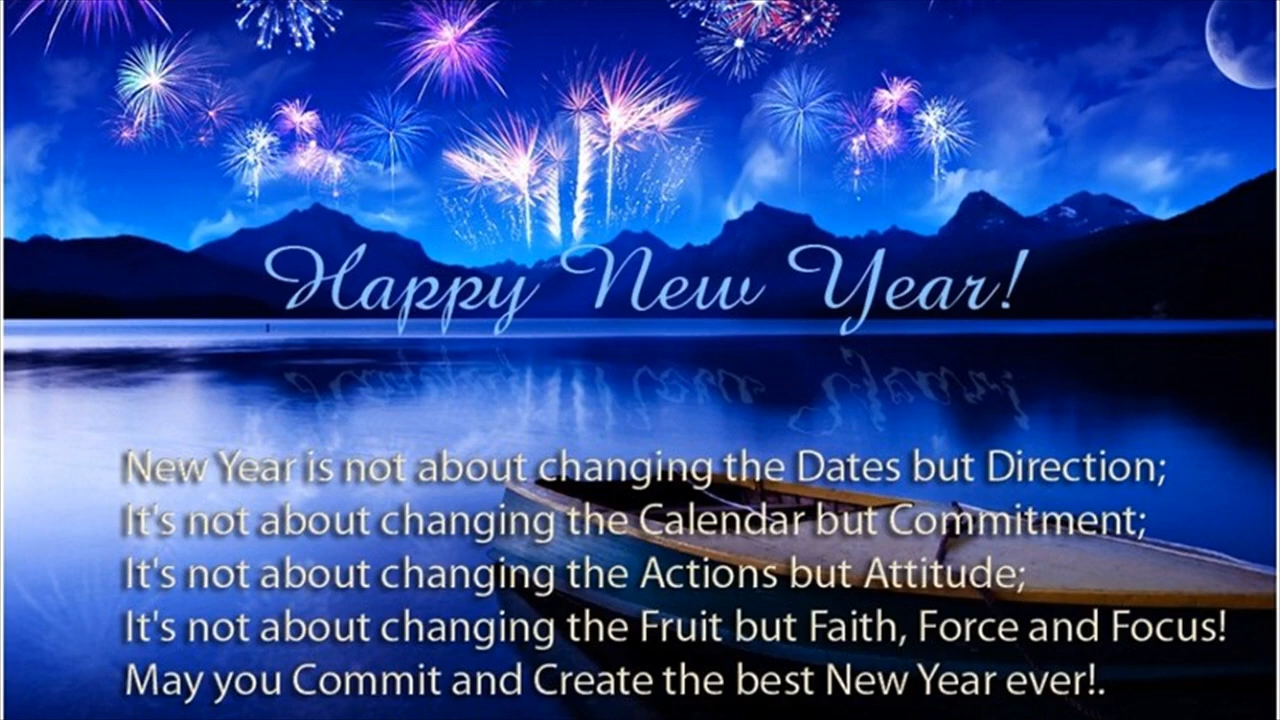 Happy New Year!
New Year is not about changing the Dates but Direction;
It's not about changing the Calendar but Commitment;
It's not about changing the Actions but Attitude;
It's not about changing the Fruit but Faith, Force and Focus!
May you Commit and Create the best New Year ever!.